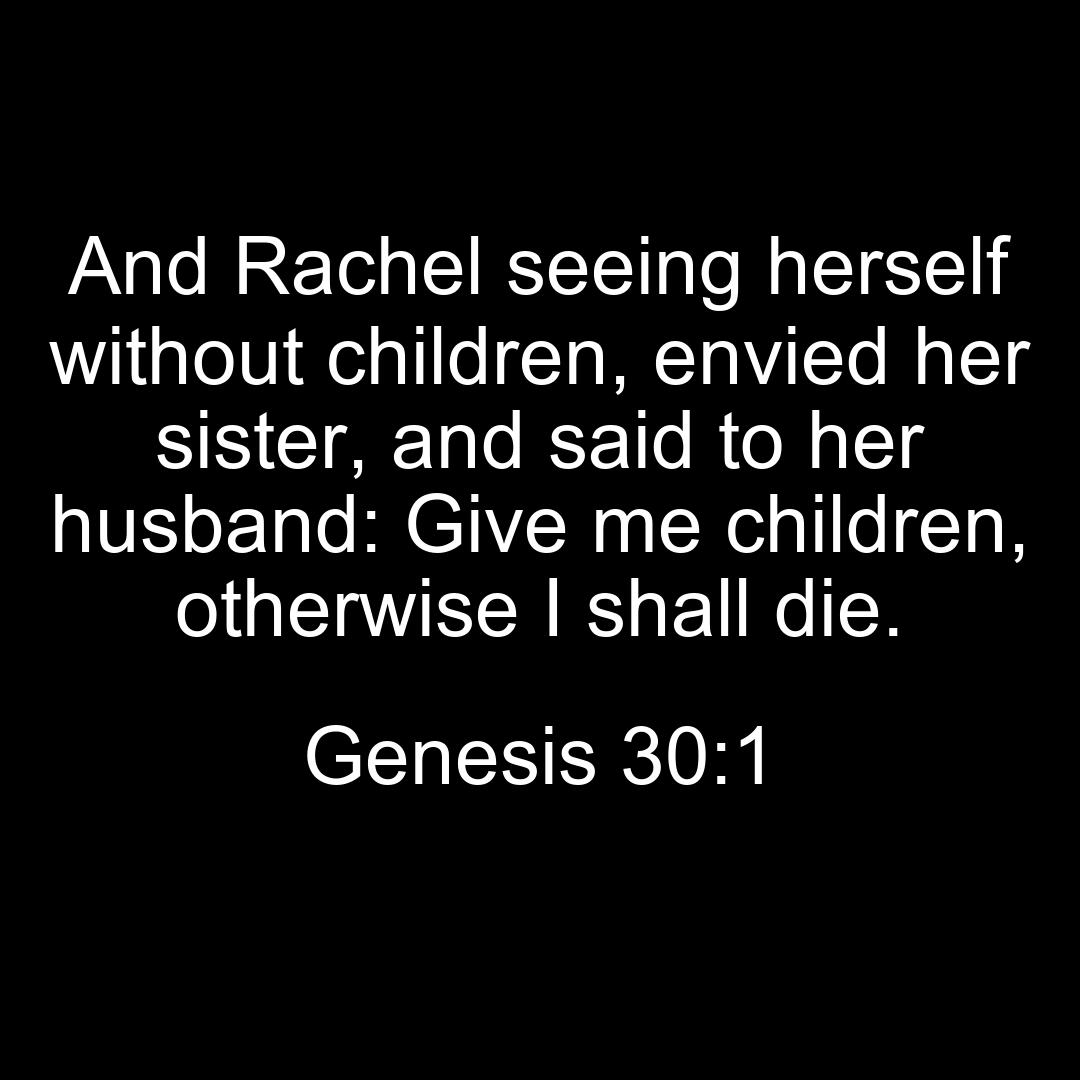 And Rachel seeing herself
without children, envied her
sister, and said to her
husband: Give me children,
otherwise I shall die.
Genesis 30:1